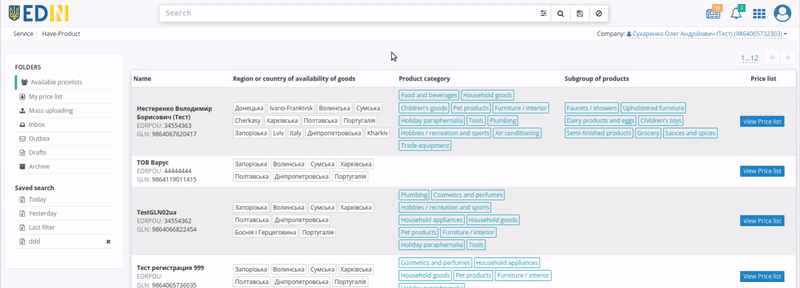 EDIN
Search
Service Have-Product
Company: Сухаренко Олег Андрійович (Тест) (9864065732303)
1...12
FOLDERS
Available pricelists
My price list
Mass uploading
Inbox
Outbox
Drafts
Archive
Saved search
Today
Yesterday
Last filter
ddd
Name Region or country of availability of goods Product category Subgroup of products Price list
Нестеренко Володимир Борисович (Тест)
EDRPOU: 34554363
GLN: 9864067620417
Донецька Ivano-Frankivsk Волинська Сумська
Cherkasy Харківська Полтавська Португалія
Запорізька Lviv Italy Дніпропетровська Kharkiv
Food and beverages Household goods
Children's goods Pet products Furniture / interior
Holiday paraphernalia Tools Plumbing
Hobbies / recreation and sports Air conditioning
Trade equipment
Faucets / showers Upholstered furniture
Dairy products and eggs Children's toys
Semi-finished products Grocery Sauces and spices
View Price list
ТОВ Варус
EDRPOU: 44444444
GLN: 9864119011415
Запорізька Волинська Сумська Харківська
Полтавська Дніпропетровська Португалія
View Price list
TestGLN02ua
EDRPOU: 34554362
GLN: 9864066822454
Запорізька Волинська Сумська Харківська
Полтавська Дніпропетровська
Боснія і Герцеговина Португалія
Plumbing Cosmetics and perfumes
Hobbies / recreation and sports
Household appliances Household goods
Pet products Furniture / interior
Holiday paraphernalia Tools
View Price list
Тест регистрация 999
EDRPOU:
GLN: 9864065736035
Запорізька Волинська Сумська Харківська
Полтавська Дніпропетровська Португалія
Cosmetics and perfumes Household appliances
Household goods Pet products Furniture / interior
View Price list